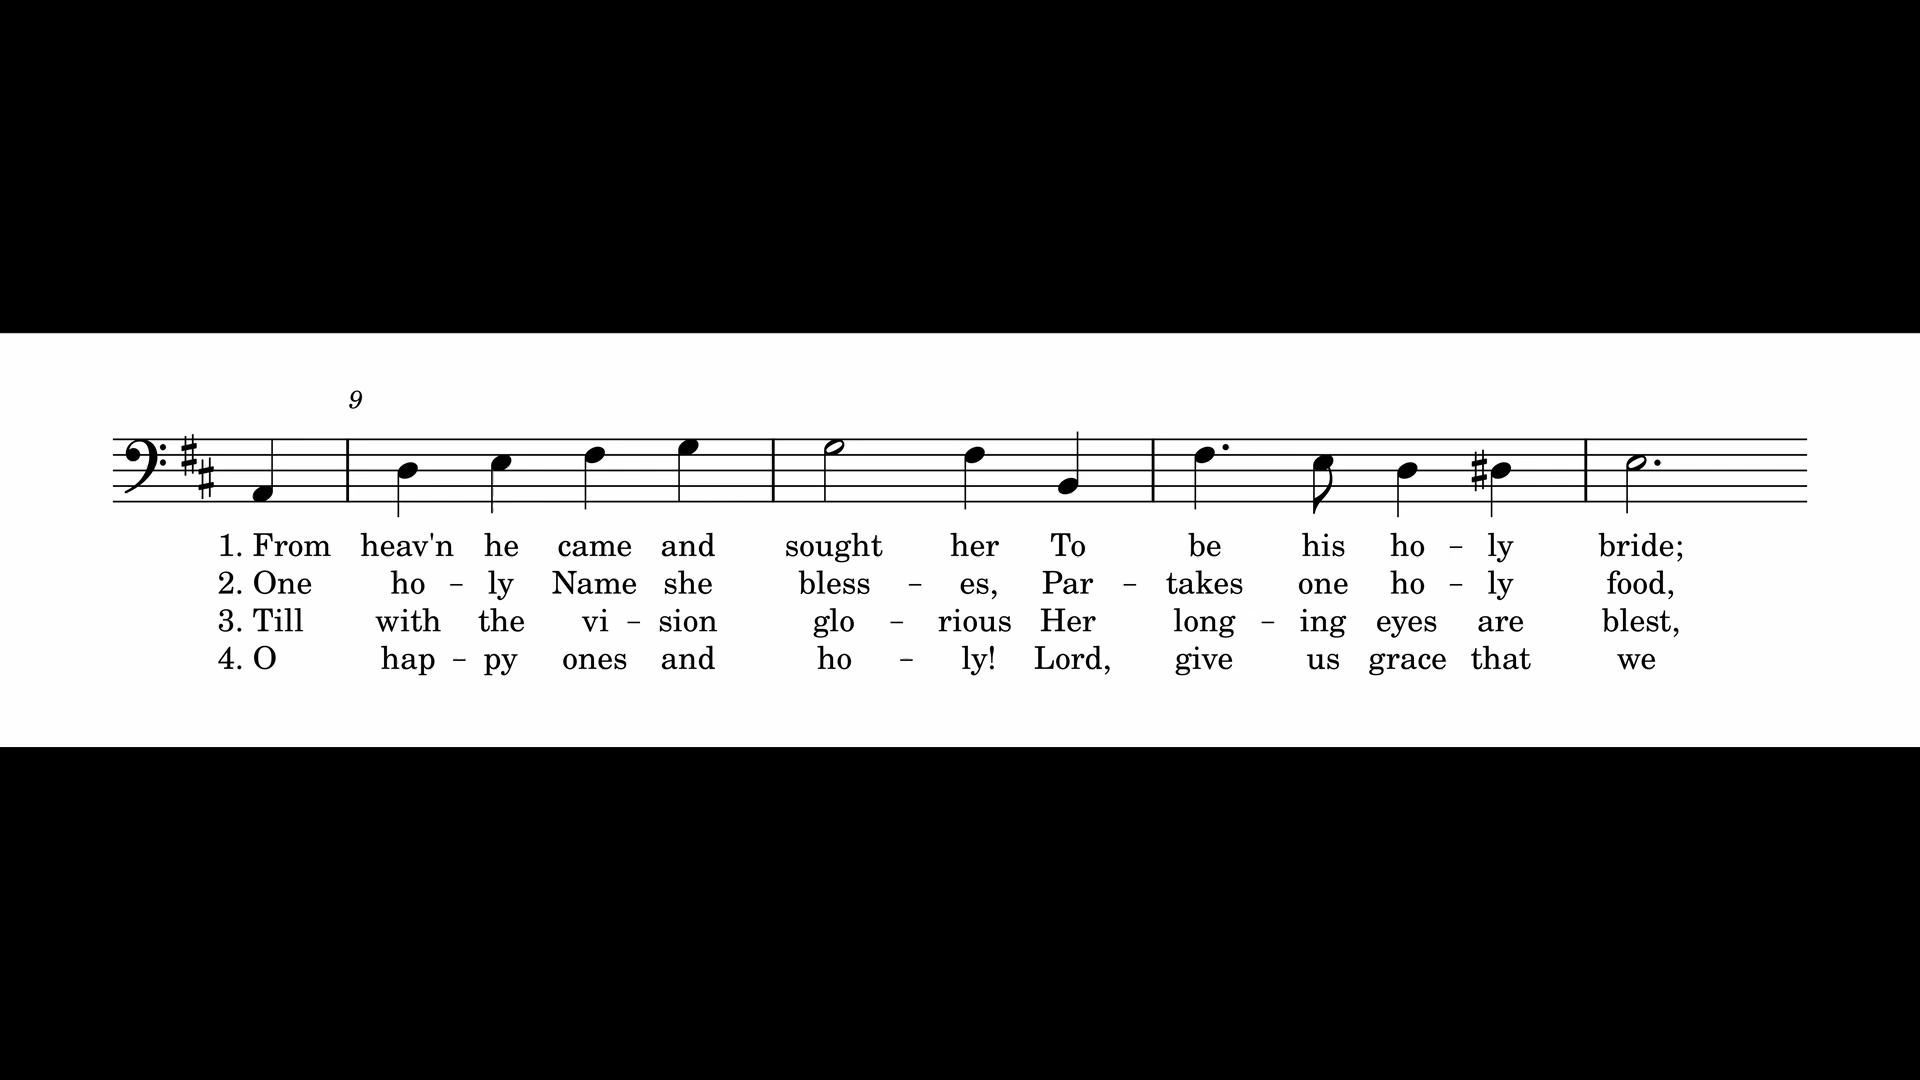 9
1. From heav'n he came and sought her To be his ho – ly bride;
2. One ho – ly Name she bless – es, Par – takes one ho – ly food,
3. Till with the vi – sion glo – rious Her long – ing eyes are blest,
4. O hap – py ones and ho – ly! Lord, give us grace that we